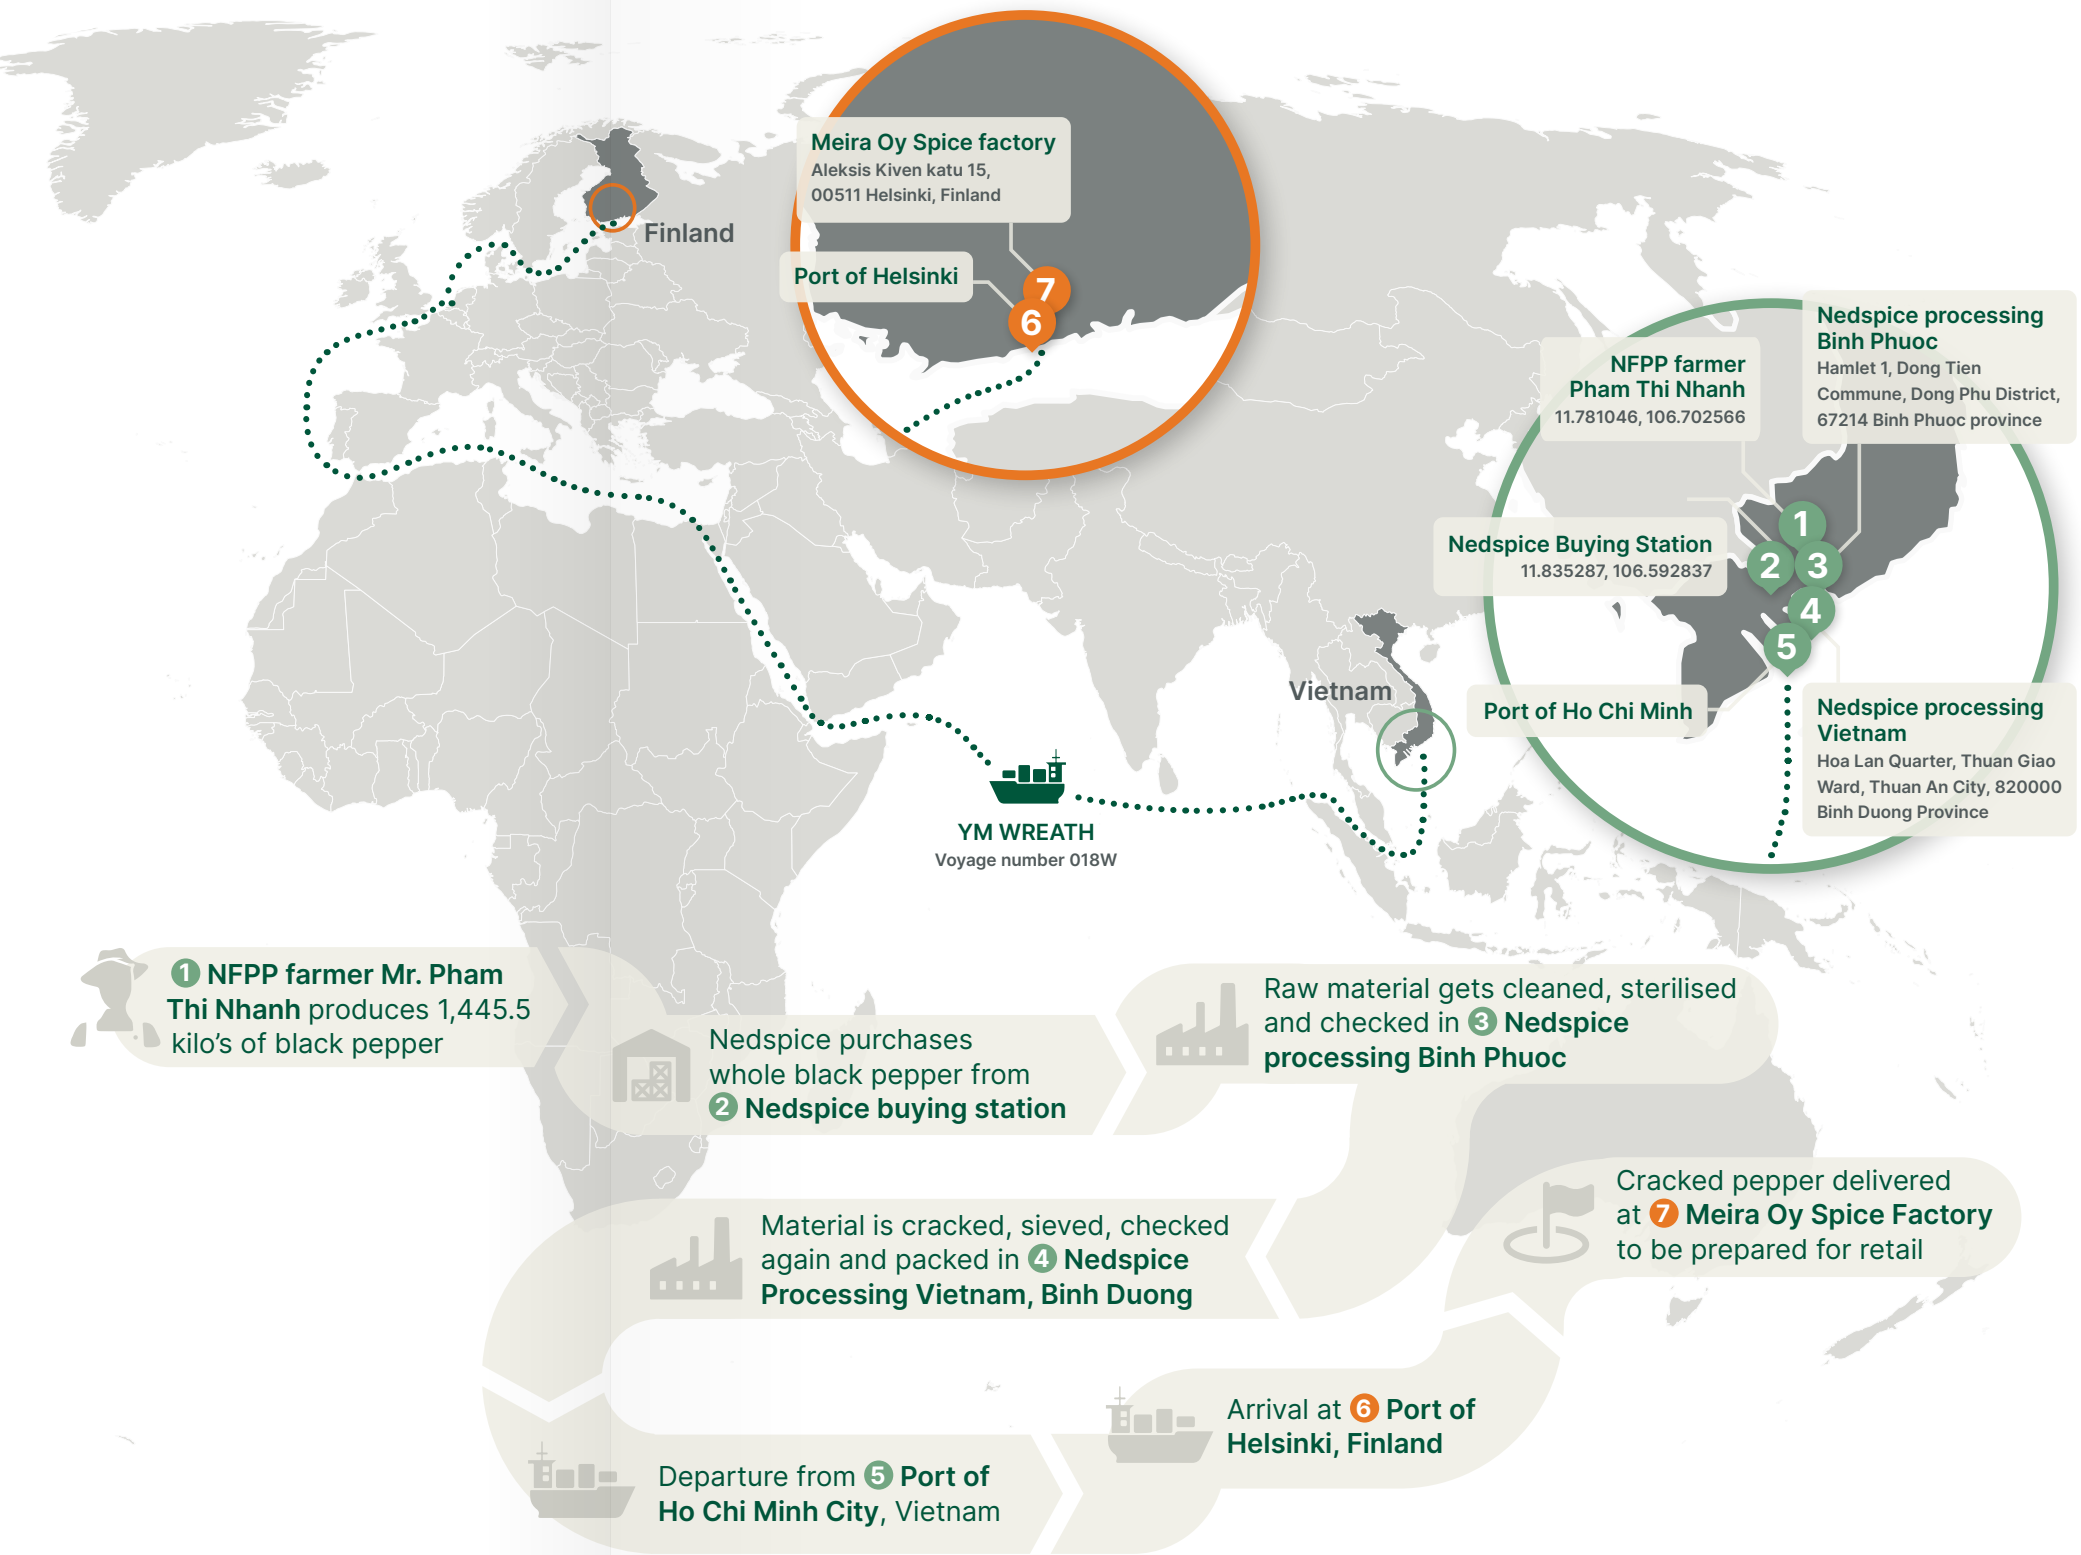 Meira Oy Spice factory
Aleksis Kiven katu 15,
00511 Helsinki, Finland
Finland
Port of Helsinki
7
6
Nedspice processing
Binh Phuoc
Hamlet 1, Dong Tien
Commune, Dong Phu District,
67214 Binh Phuoc province
NFPP farmer
Pham Thi Nhanh
11.781046, 106.702566
1
Nedspice Buying Station
11.835287, 106.592837
2
3
4
5
Vietnam
Port of Ho Chi Minh
Nedspice processing
Vietnam
Hoa Lan Quarter, Thuan Giao
Ward, Thuan An City, 820000
Binh Duong Province
YM WREATH
Voyage number 018W
1 NFPP farmer Mr. Pham
Thi Nhanh produces 1,445.5
kilo’s of black pepper
Nedspice purchases
whole black pepper from
2 Nedspice buying station
Raw material gets cleaned, sterilised
and checked in 3 Nedspice
processing Binh Phuoc
Material is cracked, sieved, checked
again and packed in 4 Nedspice
Processing Vietnam, Binh Duong
Departure from 5 Port of
Ho Chi Minh City, Vietnam
Arrival at 6 Port of
Helsinki, Finland
Cracked pepper delivered
at 7 Meira Oy Spice Factory
to be prepared for retail